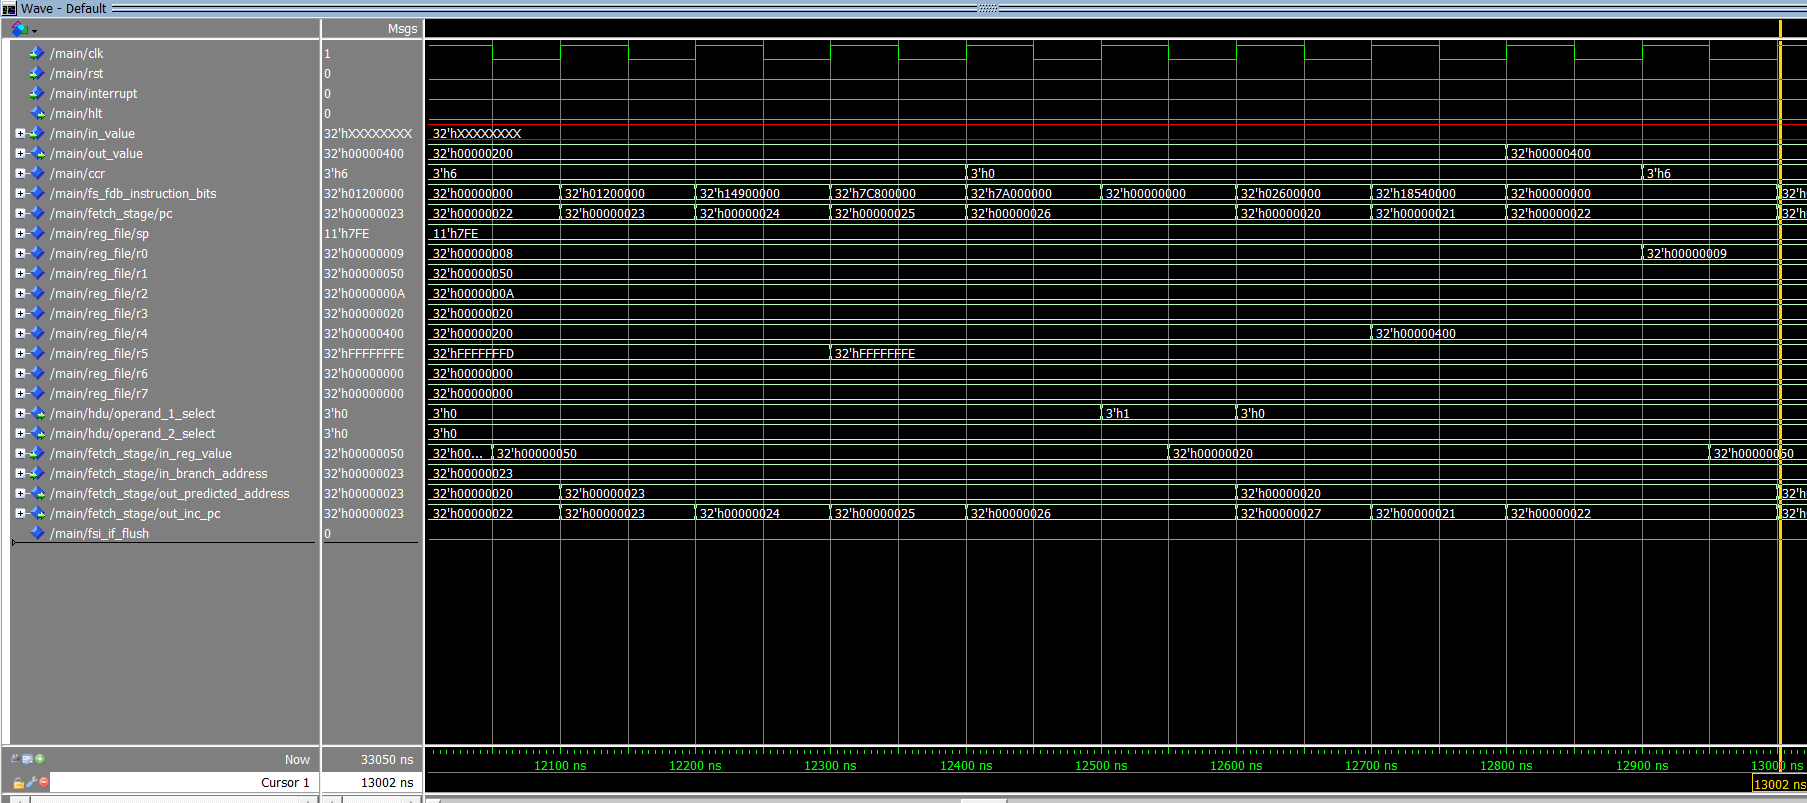 Wave - Default
Msgs
/main/clk 1
/main/rst 0
/main/interrupt 0
/main/hlt 0
/main/in_value 32'hXXXXXXXX 32'hXXXXXXXX
/main/out_value 32'h00000400 32'h00000200 32'h00000400
/main/ccr 3'h6 3'h6 3'h0 3'h6
/main/fs_fdb_instruction_bits 32'h01200000 32'h00000000 32'h01200000 32'h14900000 32'h7C800000 32'h7A000000 32'h00000000 32'h02600000 32'h18540000 32'h00000000 32'h
/main/fetch_stage/pc 32'h00000023 32'h00000022 32'h00000023 32'h00000024 32'h00000025 32'h00000026 32'h00000020 32'h00000021 32'h00000022 32'h
/main/reg_file/sp 11'h7FE 11'h7FE
/main/reg_file/r0 32'h00000009 32'h00000008 32'h00000009
/main/reg_file/r1 32'h00000050 32'h00000050
/main/reg_file/r2 32'h0000000A 32'h0000000A
/main/reg_file/r3 32'h00000020 32'h00000020
/main/reg_file/r4 32'h00000400 32'h00000200 32'h00000400
/main/reg_file/r5 32'hFFFFFFFE 32'hFFFFFFFD 32'hFFFFFFFE
/main/reg_file/r6 32'h00000000 32'h00000000
/main/reg_file/r7 32'h00000000 32'h00000000
/main/hdu/operand_1_select 3'h0 3'h0 3'h1 3'h0
/main/hdu/operand_2_select 3'h0 3'h0
/main/fetch_stage/in_reg_value 32'h00000050 32'h00... 32'h00000050 32'h00000020 32'h00000050
/main/fetch_stage/in_branch_address 32'h00000023 32'h00000023
/main/fetch_stage/out_predicted_address 32'h00000023 32'h00000020 32'h00000023 32'h00000020 32'h
/main/fetch_stage/out_inc_pc 32'h00000023 32'h00000022 32'h00000023 32'h00000024 32'h00000025 32'h00000026 32'h00000027 32'h00000021 32'h00000022 32'h
/main/fsi_if_flush 0
Now 33050 ns 12100 ns 12200 ns 12300 ns 12400 ns 12500 ns 12600 ns 12700 ns 12800 ns 12900 ns 13000 ns
Cursor 1 13002 ns 13002 ns